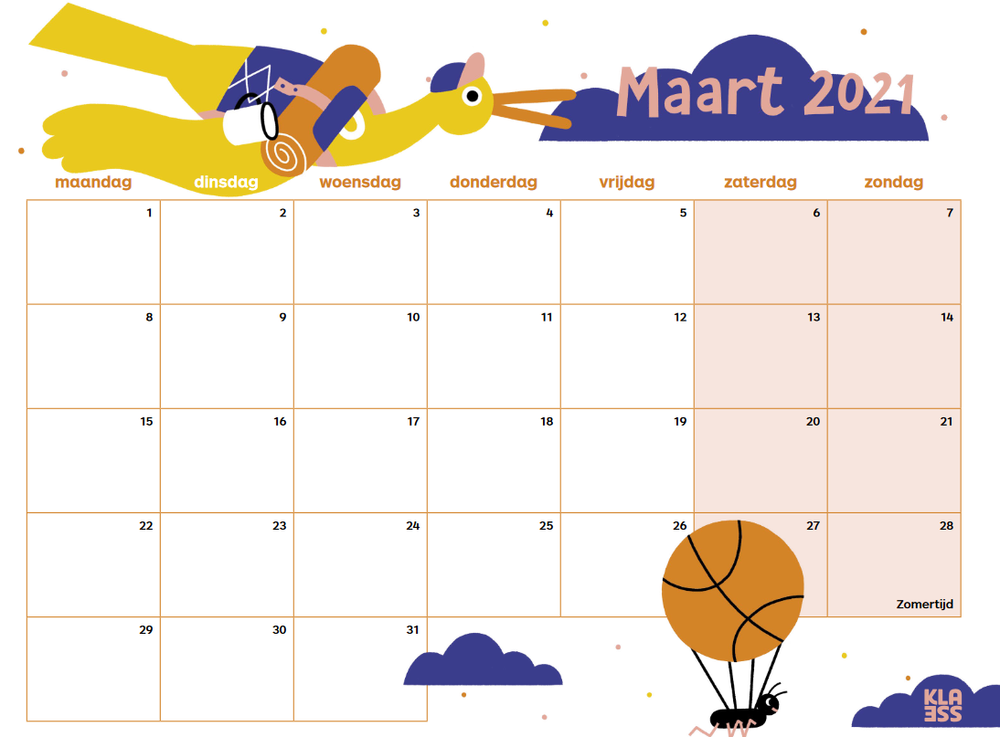 Maart 2021
maandag dinsdag woensdag donderdag vrijdag zaterdag zondag
1 2 3 4 5 6 7
8 9 10 11 12 13 14
15 16 17 18 19 20 21
22 23 24 25 26 27 28
Zomertijd
29 30 31
KLA
ESSE